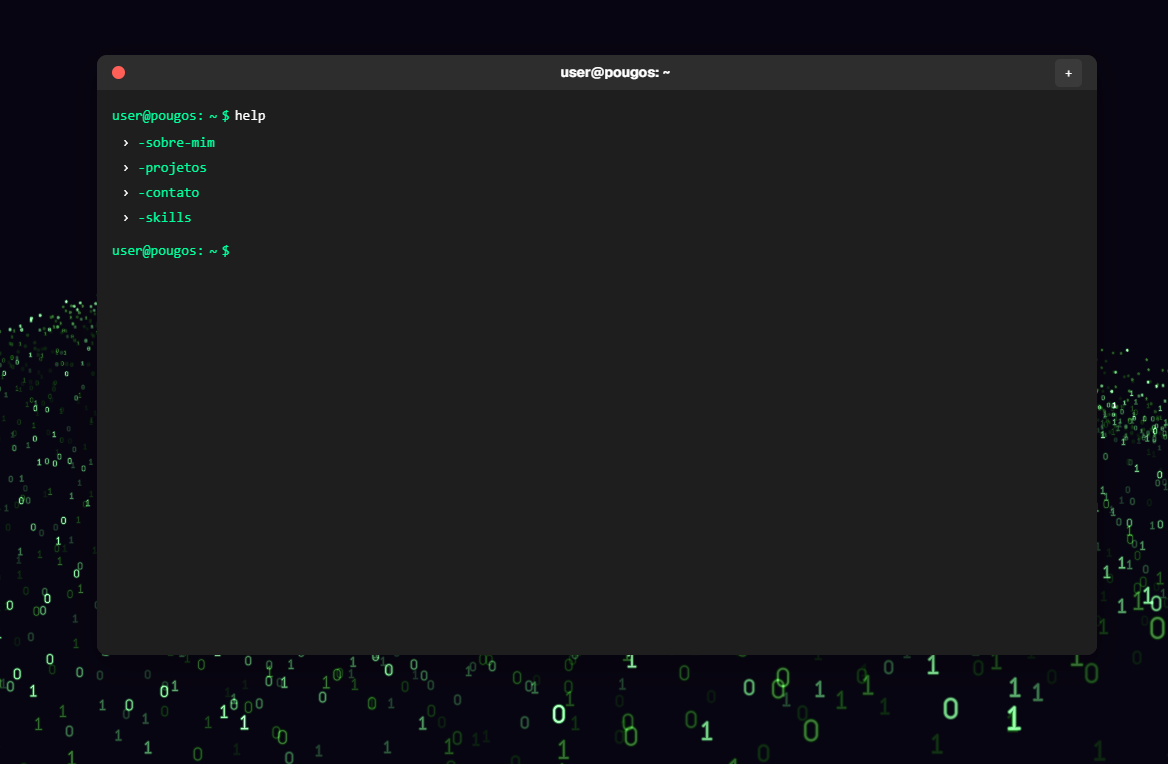 user@pougos: ~
+
user@pougos: ~ $ help
› -sobre-mim
› -projetos
› -contato
› -skills
user@pougos: ~ $